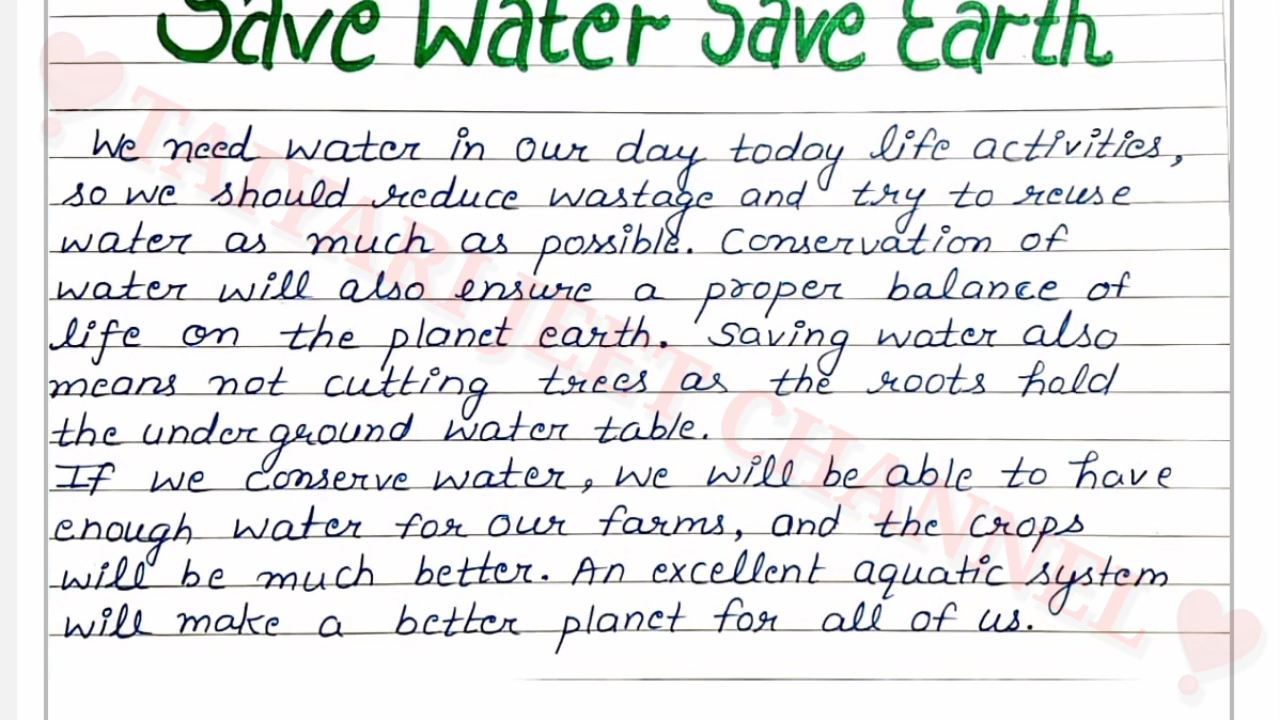 Save Water Save Earth
We need water in our day today life activities,
so we should reduce wastage and try to reuse
water as much as possible. Conservation of
water will also ensure a proper balance of
life on the planet earth. Saving water also
means not cutting trees as the roots hold
the underground water table.
If we conserve water, we will be able to have
enough water for our farms, and the crops
will be much better. An excellent aquatic system
will make a better planet for all of us.
TAIYARI JEET CHANNEL